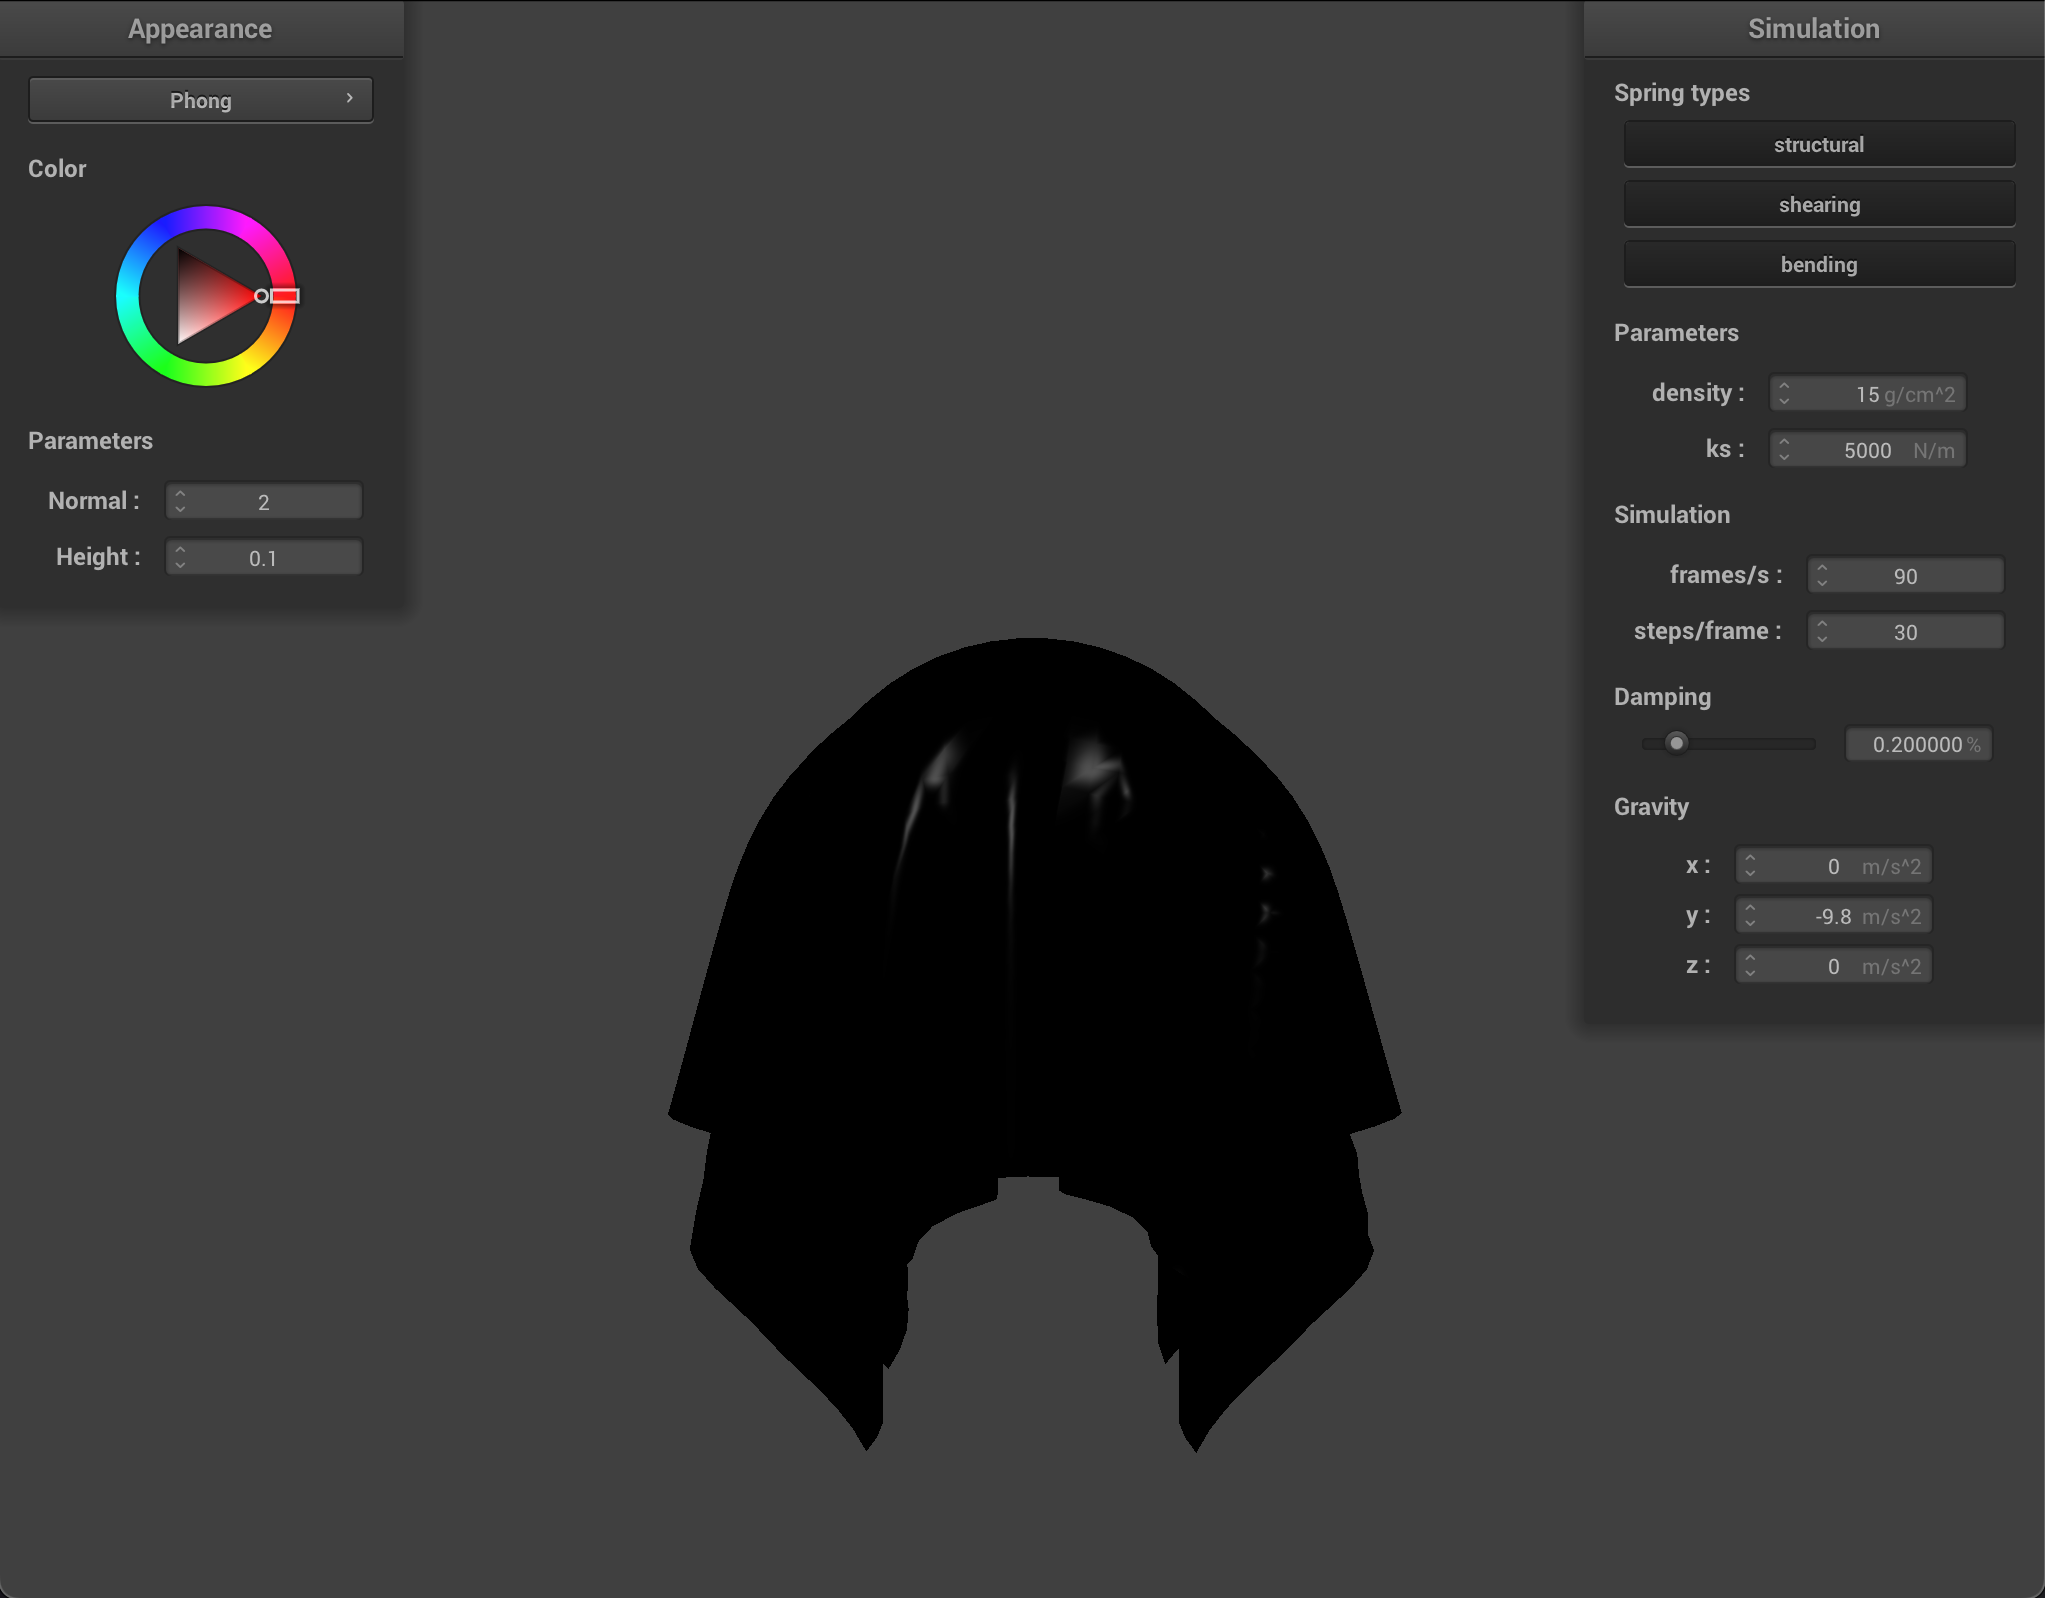 Appearance
Phong
Color
Parameters
Normal : 2
Height : 0.1
Simulation
Spring types
structural
shearing
bending
Parameters
density : 15 g/cm^2
ks : 5000 N/m
Simulation
frames/s : 90
steps/frame : 30
Damping
0.200000 %
Gravity
x : 0 m/s^2
y : -9.8 m/s^2
z : 0 m/s^2